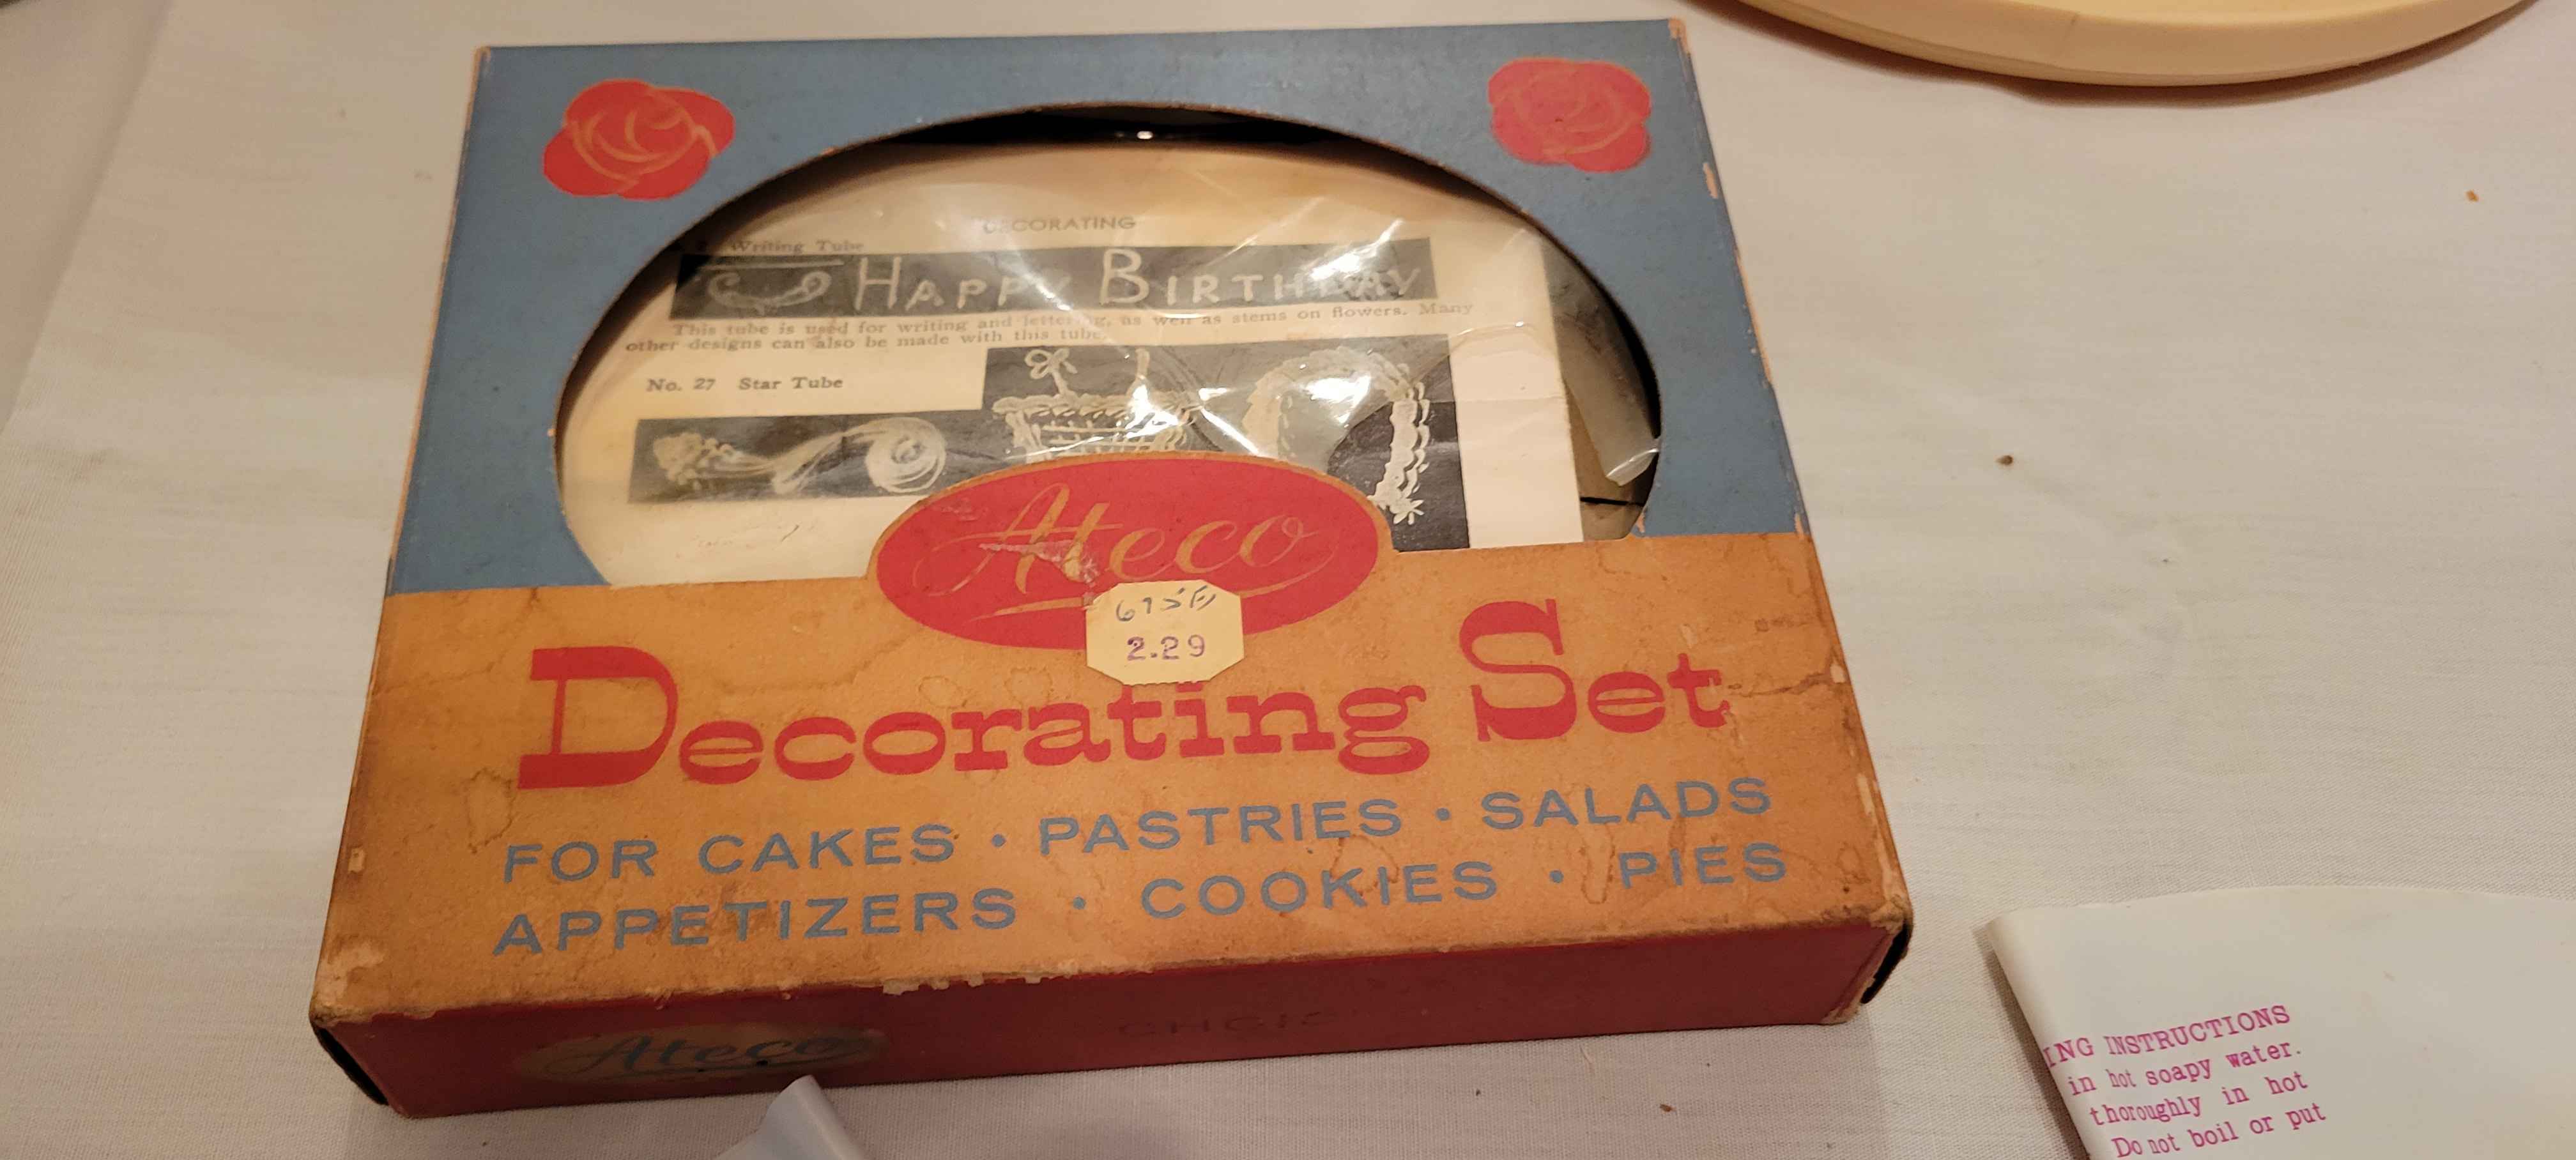 DECORATING
Writing Tube
HAPPY BIRTHDAY
This tube is used for writing and lettering, as well as stems on flowers. Many
other designs can also be made with this tube.
No. 27 Star Tube
Ateco
2.29
Decorating Set
FOR CAKES • PASTRIES • SALADS
APPETIZERS • COOKIES • PIES
Ateco
ING INSTRUCTIONS
in hot soapy water.
thoroughly in hot
Do not boil or put